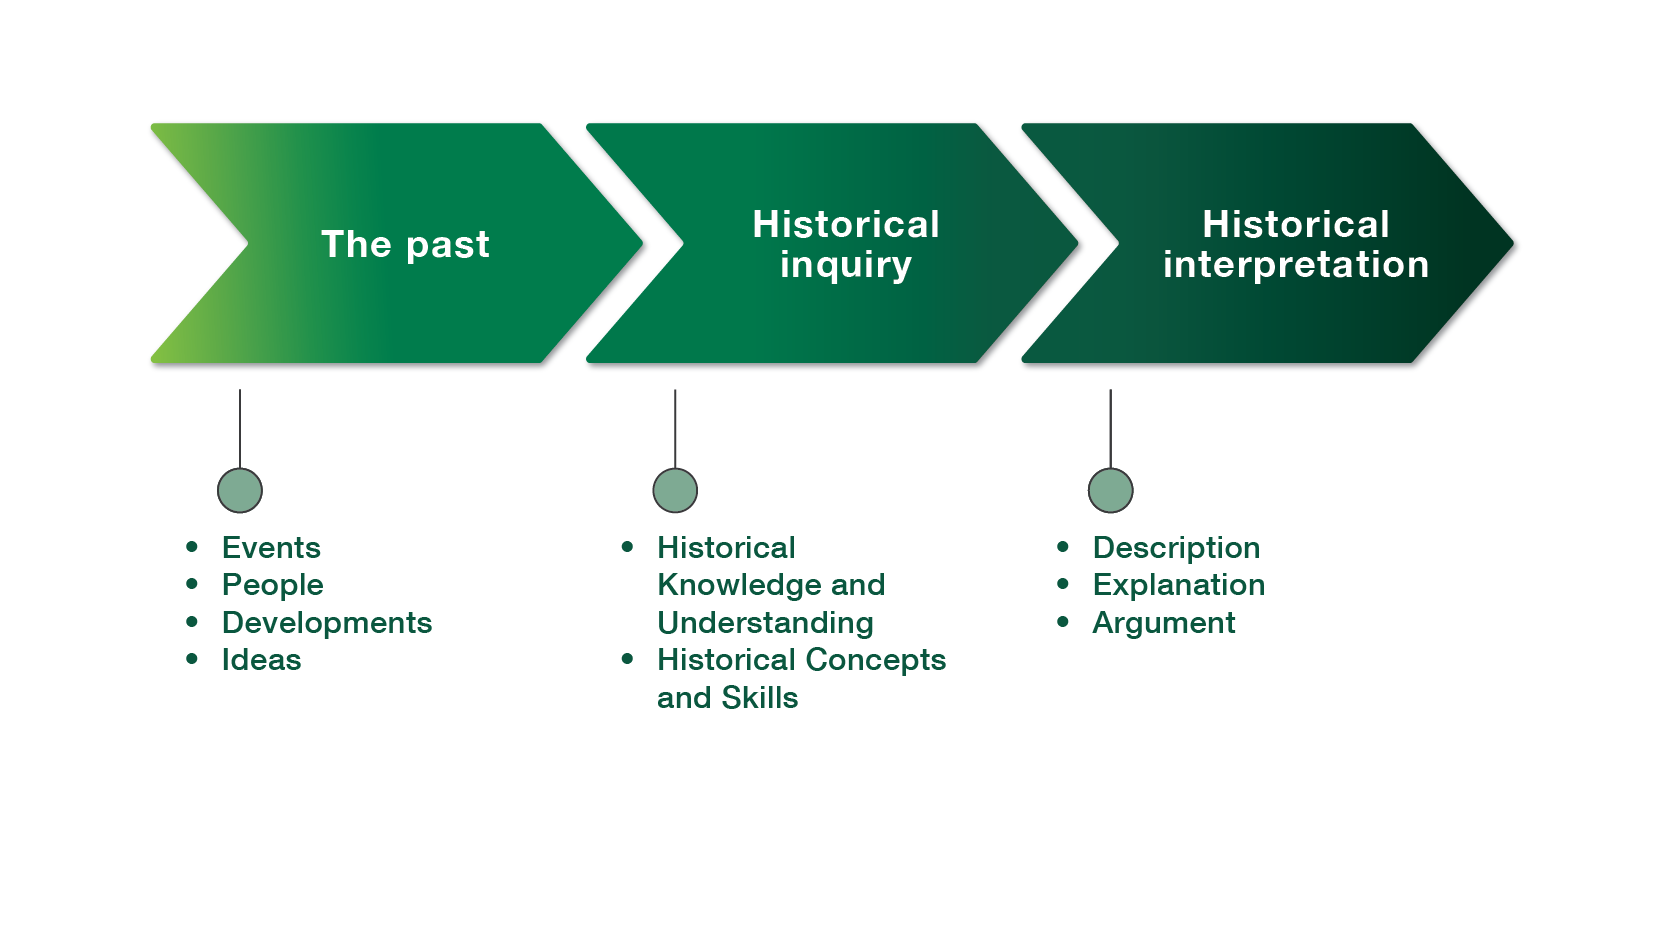 The past
Historical
inquiry
Historical
interpretation
• Events
• People
• Developments
• Ideas
• Historical
Knowledge and
Understanding
• Historical Concepts
and Skills
• Description
• Explanation
• Argument